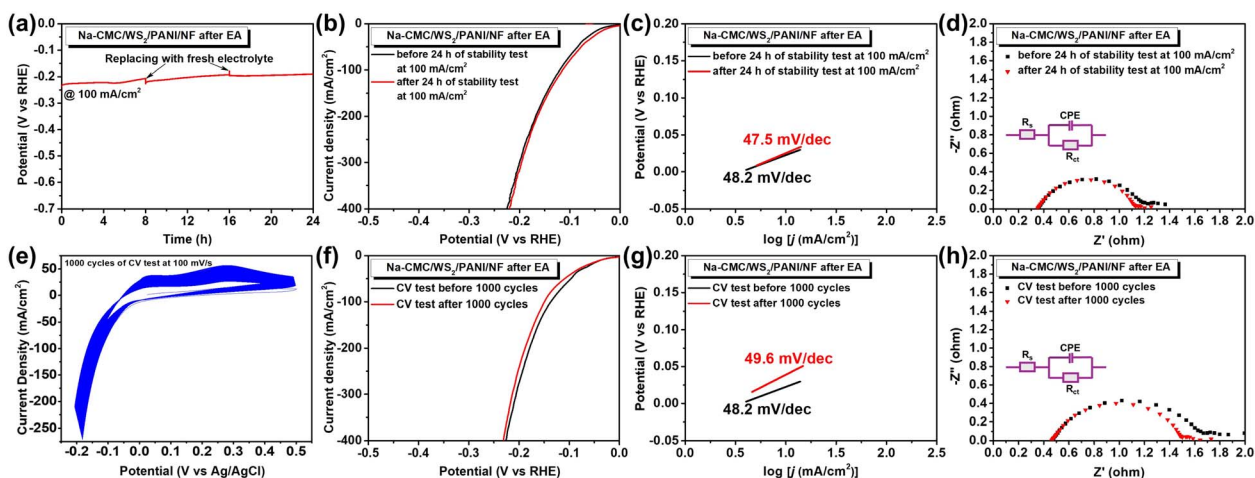 (a)
Potential (V vs RHE)
0.0
-0.1
-0.2
-0.3
-0.4
-0.5
-0.6
-0.7
Na-CMC/WS₂/PANI/NF after EA
Replacing with fresh electrolyte
@ 100 mA/cm²
0 4 8 12 16 20 24
Time (h)
(b)
Current density (mA/cm²)
0
-100
-200
-300
-400
Na-CMC/WS₂/PANI/NF after EA
before 24 h of stability test
at 100 mA/cm²
after 24 h of stability test
at 100 mA/cm²
-0.5 -0.4 -0.3 -0.2 -0.1 0.0
Potential (V vs RHE)
(c)
Potential (V vs RHE)
0.20
0.15
0.10
0.05
0.00
-0.05
Na-CMC/WS₂/PANI/NF after EA
before 24 h of stability test at 100 mA/cm²
after 24 h of stability test at 100 mA/cm²
47.5 mV/dec
48.2 mV/dec
0.0 0.5 1.0 1.5 2.0 2.5
log [j (mA/cm²)]
(d)
-Z'' (ohm)
2.0
1.8
1.6
1.4
1.2
1.0
0.8
0.6
0.4
0.2
0.0
Na-CMC/WS₂/PANI/NF after EA
before 24 h of stability test at 100 mA/cm²
after 24 h of stability test at 100 mA/cm²
Rs
CPE
Rct
0.0 0.2 0.4 0.6 0.8 1.0 1.2 1.4 1.6 1.8 2.0
Z' (ohm)
(e)
Current Density (mA/cm²)
50
0
-50
-100
-150
-200
-250
1000 cycles of CV test at 100 mV/s
-0.2 -0.1 0.0 0.1 0.2 0.3 0.4 0.5
Potential (V vs Ag/AgCl)
(f)
Current density (mA/cm²)
0
-100
-200
-300
-400
Na-CMC/WS₂/PANI/NF after EA
CV test before 1000 cycles
CV test after 1000 cycles
-0.5 -0.4 -0.3 -0.2 -0.1 0.0
Potential (V vs RHE)
(g)
Potential (V vs RHE)
0.20
0.15
0.10
0.05
0.00
-0.05
Na-CMC/WS₂/PANI/NF after EA
CV test before 1000 cycles
CV test after 1000 cycles
49.6 mV/dec
48.2 mV/dec
0.0 0.5 1.0 1.5 2.0 2.5
log [j (mA/cm²)]
(h)
-Z'' (ohm)
2.0
1.8
1.6
1.4
1.2
1.0
0.8
0.6
0.4
0.2
0.0
Na-CMC/WS₂/PANI/NF after EA
CV test before 1000 cycles
CV test after 1000 cycles
Rs
CPE
Rct
0.0 0.2 0.4 0.6 0.8 1.0 1.2 1.4 1.6 1.8 2.0
Z' (ohm)